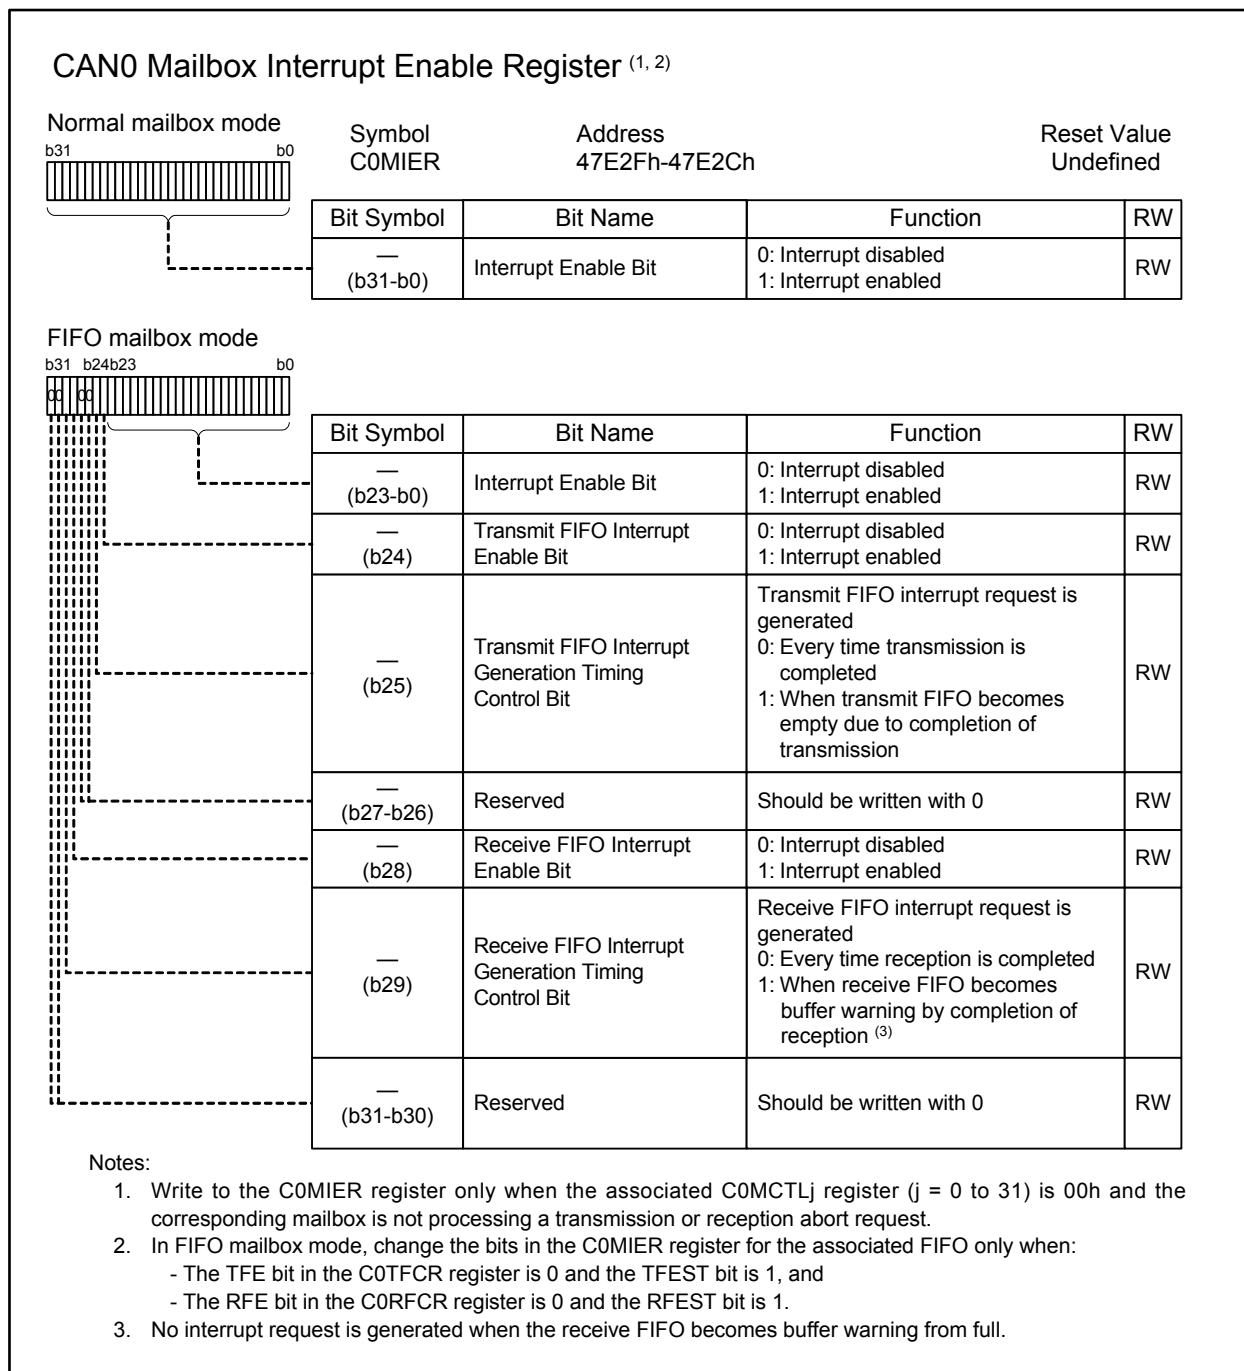 CAN0 Mailbox Interrupt Enable Register (1, 2)
Normal mailbox mode
b31 b0
Symbol Address Reset Value
C0MIER 47E2Fh-47E2Ch Undefined
Bit Symbol Bit Name Function RW
— (b31-b0) Interrupt Enable Bit 0: Interrupt disabled
1: Interrupt enabled RW
FIFO mailbox mode
b31 b24b23 b0
00 00
Bit Symbol Bit Name Function RW
— (b23-b0) Interrupt Enable Bit 0: Interrupt disabled
1: Interrupt enabled RW
— (b24) Transmit FIFO Interrupt
Enable Bit
0: Interrupt disabled
1: Interrupt enabled RW
— (b25) Transmit FIFO Interrupt
Generation Timing
Control Bit
Transmit FIFO interrupt request is
generated
0: Every time transmission is
completed
1: When transmit FIFO becomes
empty due to completion of
transmission RW
— (b27-b26) Reserved Should be written with 0 RW
— (b28) Receive FIFO Interrupt
Enable Bit
0: Interrupt disabled
1: Interrupt enabled RW
— (b29) Receive FIFO Interrupt
Generation Timing
Control Bit
Receive FIFO interrupt request is
generated
0: Every time reception is completed
1: When receive FIFO becomes
buffer warning by completion of
reception (3) RW
— (b31-b30) Reserved Should be written with 0 RW
Notes:
1. Write to the C0MIER register only when the associated C0MCTLj register (j = 0 to 31) is 00h and the
corresponding mailbox is not processing a transmission or reception abort request.
2. In FIFO mailbox mode, change the bits in the C0MIER register for the associated FIFO only when:
- The TFE bit in the C0TFCR register is 0 and the TFEST bit is 1, and
- The RFE bit in the C0RFCR register is 0 and the RFEST bit is 1.
3. No interrupt request is generated when the receive FIFO becomes buffer warning from full.